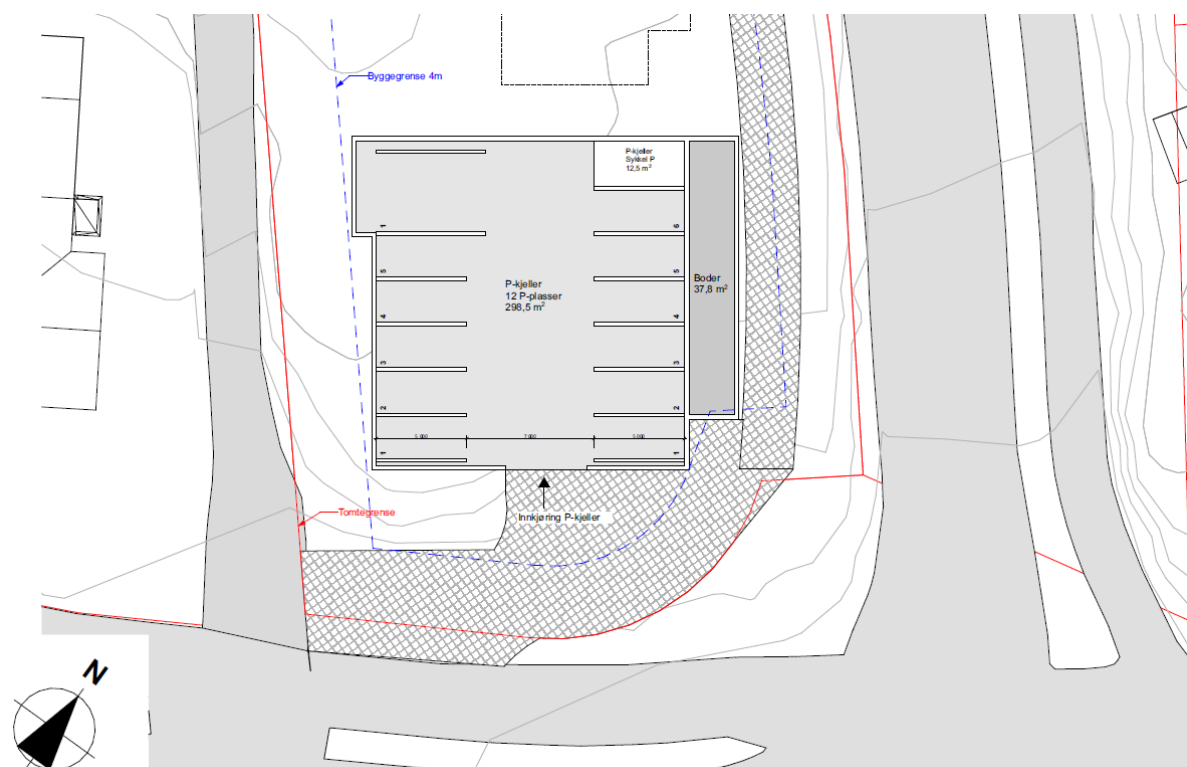 Byggegrense 4m
P-kjeller
Sykkel P
12,5 m²
1
6
5
5
P-kjeller
12 P-plasser
298,5 m²
Boder
37,8 m²
4
4
3
3
2
2
5 000
7 000
5 000
1
1
Tomtegrense
Innkjøring P-kjeller
N